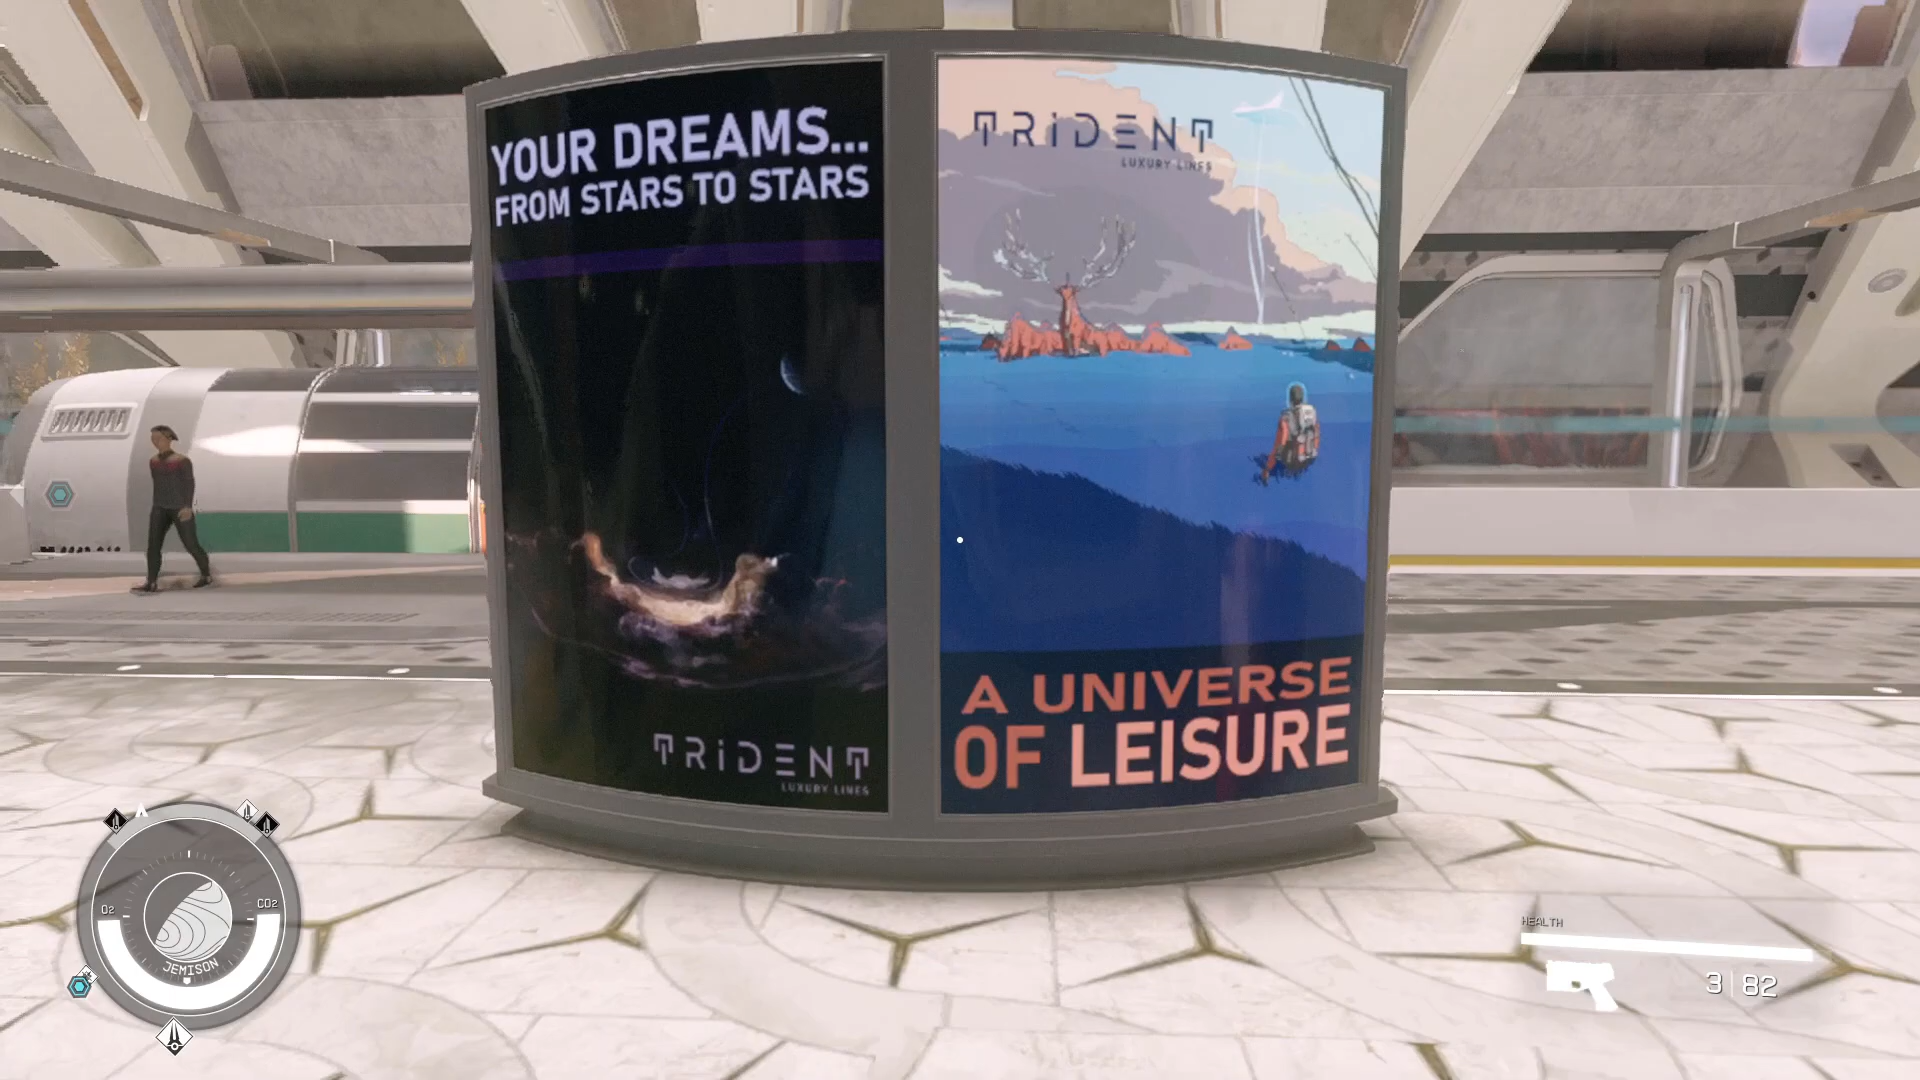 YOUR DREAMS...
FROM STARS TO STARS
TRiDENT
LUXURY LINES
TRiDENT
LUXURY LINES
A UNIVERSE
OF LEISURE
O2
CO2
JEMISON
HEALTH
3 | 82